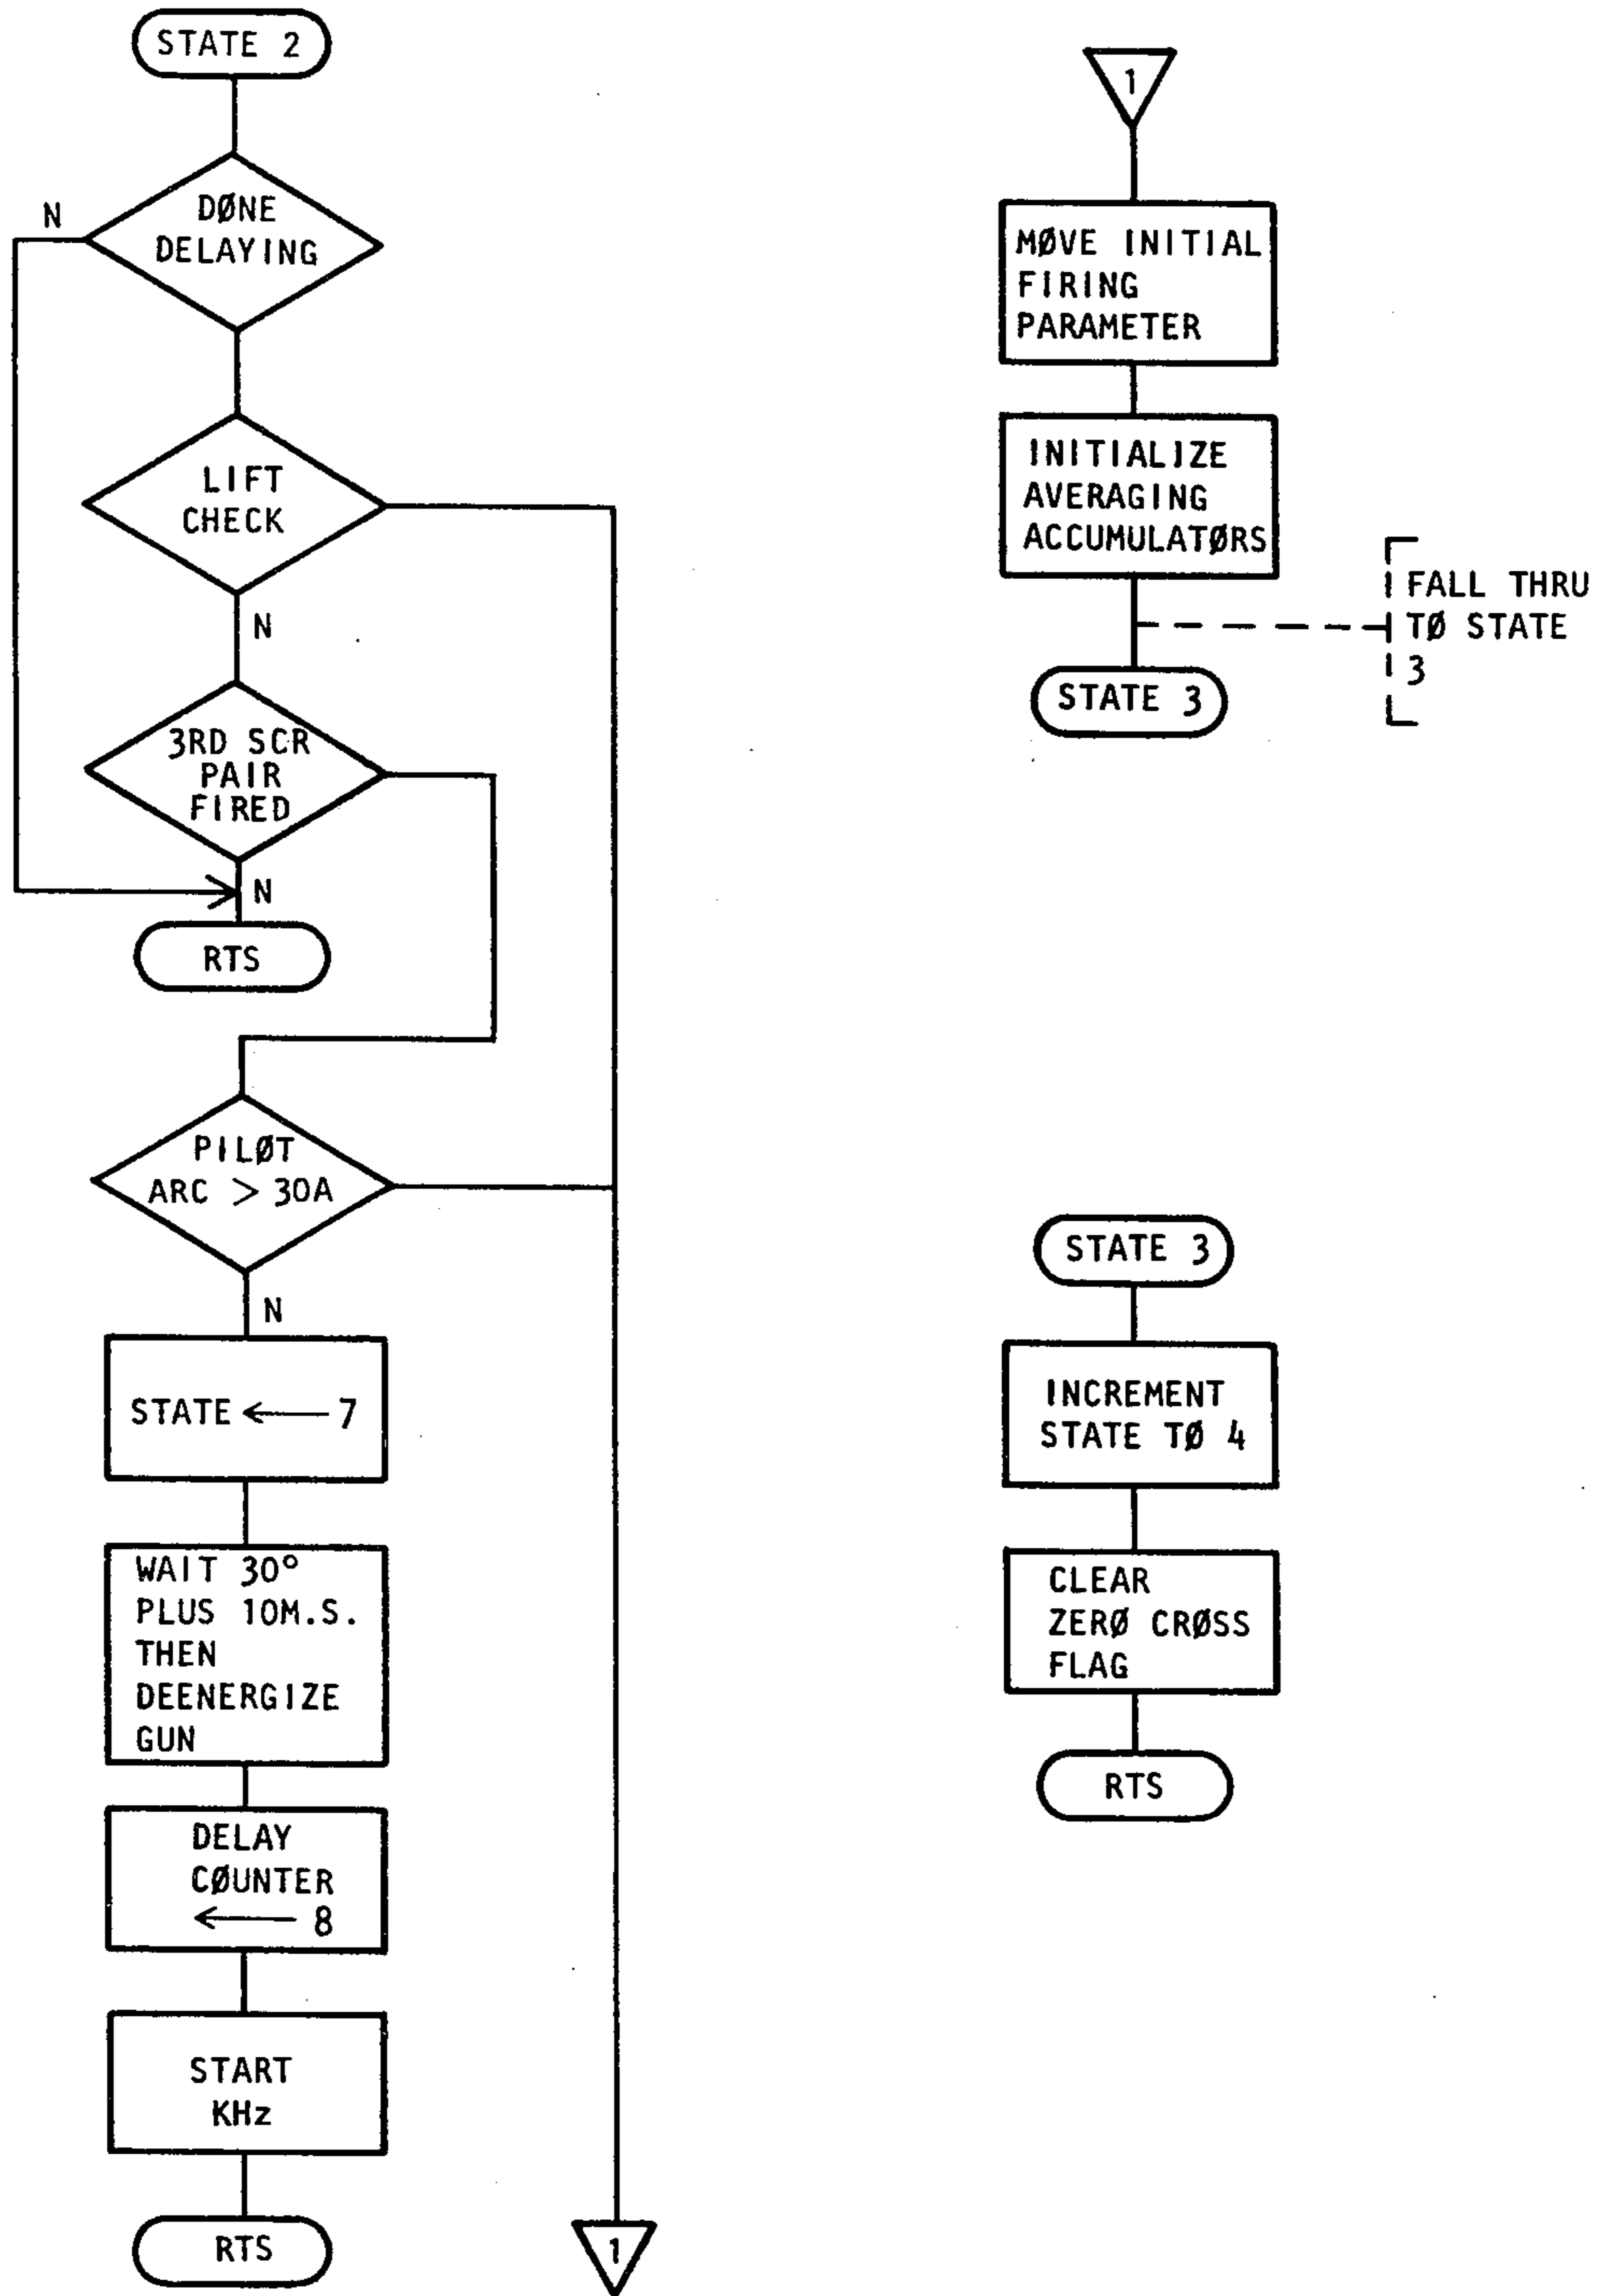 STATE 2
N
DØNE
DELAYING
LIFT
CHECK
N
3RD SCR
PAIR
FIRED
N
RTS
PILØT
ARC > 30A
N
STATE ← 7
WAIT 30°
PLUS 10M.S.
THEN
DEENERGIZE
GUN
DELAY
CØUNTER
← 8
START
KHz
RTS
1
1
MØVE INITIAL
FIRING
PARAMETER
INITIALIZE
AVERAGING
ACCUMULATØRS
FALL THRU
TØ STATE
3
STATE 3
STATE 3
INCREMENT
STATE TØ 4
CLEAR
ZERØ CRØSS
FLAG
RTS